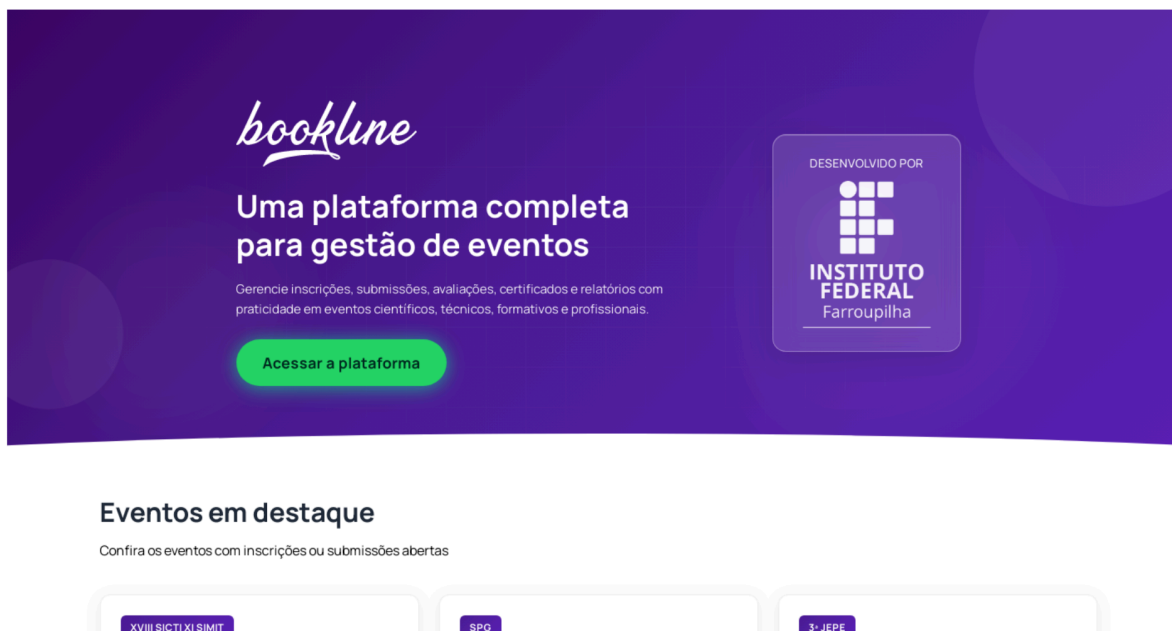 bookline
Uma plataforma completa
para gestão de eventos
Gerencie inscrições, submissões, avaliações, certificados e relatórios com
praticidade em eventos científicos, técnicos, formativos e profissionais.
Acessar a plataforma
DESENVOLVIDO POR
INSTITUTO
FEDERAL
Farroupilha
Eventos em destaque
Confira os eventos com inscrições ou submissões abertas
XVIII SICTI XI SIMIT
SPG
3ª JEPE